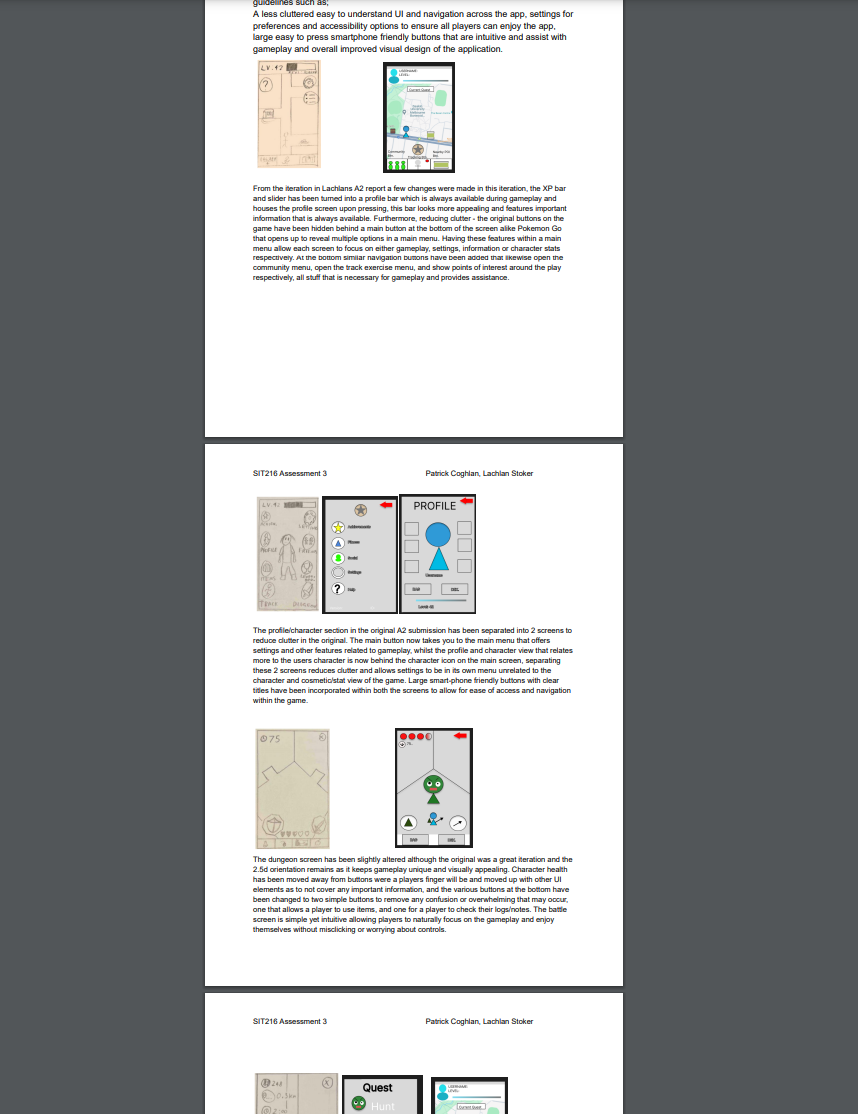 guidelines such as;
A less cluttered easy to understand UI and navigation across the app, settings for
preferences and accessibility options to ensure all players can enjoy the app,
large easy to press smartphone friendly buttons that are intuitive and assist with
gameplay and overall improved visual design of the application.
LV. 42
?
USERNAME
LEVEL
Current Quest
From the iteration in Lachlans A2 report a few changes were made in this iteration, the XP bar
and slider has been turned into a profile bar which is always available during gameplay and
houses the profile screen upon pressing, this bar looks more appealing and features important
information that is always available. Furthermore, reducing clutter - the original buttons on the
game have been hidden behind a main button at the bottom of the screen alike Pokemon Go
that opens up to reveal multiple options in a main menu. Having these features within a main
menu allow each screen to focus on either gameplay, settings, information or character stats
respectively. At the bottom similar navigation buttons have been added that likewise open the
community menu, open the track exercise menu, and show points of interest around the play
respectively, all stuff that is necessary for gameplay and provides assistance.
SIT216 Assessment 3 Patrick Coghlan, Lachlan Stoker
LV. 42
Achievements
Fitness
Social
Settings
? Help
PROFILE
Username
BAG
Level 42
The profile/character section in the original A2 submission has been separated into 2 screens to
reduce clutter in the original. The main button now takes you to the main menu that offers
settings and other features related to gameplay, whilst the profile and character view that relates
more to the users character is now behind the character icon on the main screen, separating
these 2 screens reduces clutter and allows settings to be in its own menu unrelated to the
character and cosmetic/stat view of the game. Large smart-phone friendly buttons with clear
titles have been incorporated within both the screens to allow for ease of access and navigation
within the game.
75
75
BAG
The dungeon screen has been slightly altered although the original was a great iteration and the
2.5d orientation remains as it keeps gameplay unique and visually appealing. Character health
has been moved away from buttons were a players finger will be and moved up with other UI
elements as to not cover any important information, and the various buttons at the bottom have
been changed to two simple buttons to remove any confusion or overwhelming that may occur,
one that allows a player to use items, and one for a player to check their logs/notes. The battle
screen is simple yet intuitive allowing players to naturally focus on the gameplay and enjoy
themselves without misclicking or worrying about controls.
SIT216 Assessment 3 Patrick Coghlan, Lachlan Stoker
Quest
Hunt
USERNAME
LEVEL
Current Quest